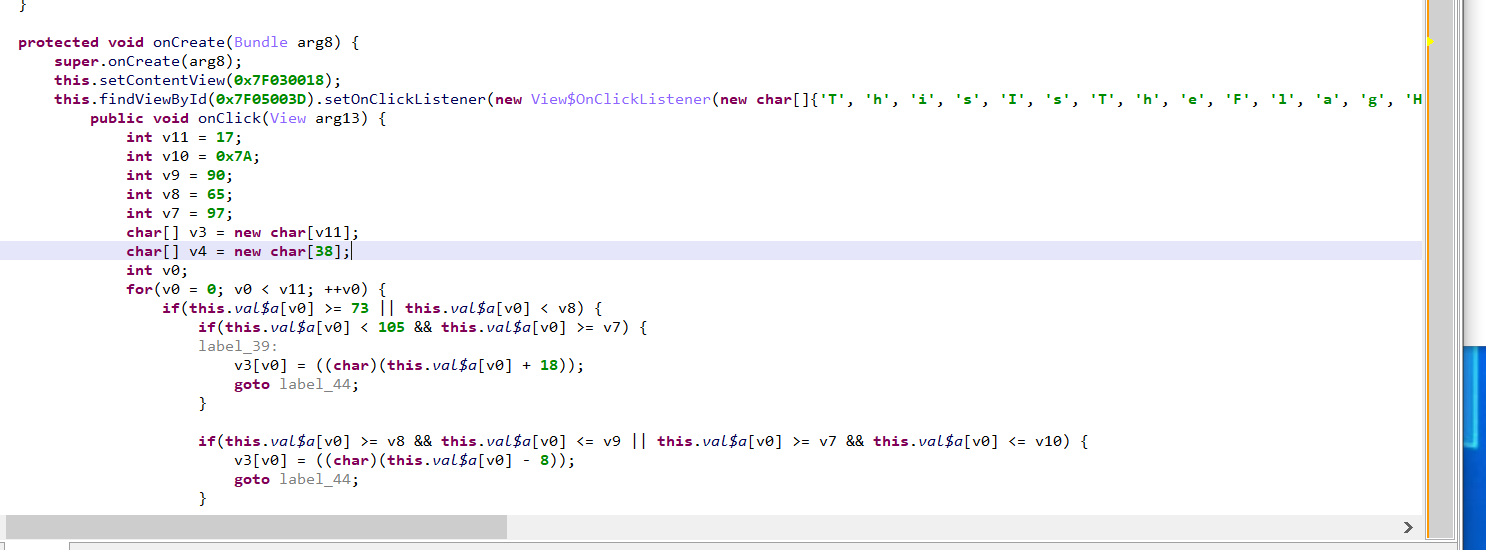 }
protected void onCreate(Bundle arg8) {
super.onCreate(arg8);
this.setContentView(0x7F030018);
this.findViewById(0x7F05003D).setOnClickListener(new View$OnClickListener(new char[]{'T', 'h', 'i', 's', 'I', 's', 'T', 'h', 'e', 'F', 'l', 'a', 'g', 'H
public void onClick(View arg13) {
int v11 = 17;
int v10 = 0x7A;
int v9 = 90;
int v8 = 65;
int v7 = 97;
char[] v3 = new char[v11];
char[] v4 = new char[38];
int v0;
for(v0 = 0; v0 < v11; ++v0) {
if(this.val$a[v0] >= 73 || this.val$a[v0] < v8) {
if(this.val$a[v0] < 105 && this.val$a[v0] >= v7) {
label_39:
v3[v0] = ((char)(this.val$a[v0] + 18));
goto label_44;
}
if(this.val$a[v0] >= v8 && this.val$a[v0] <= v9 || this.val$a[v0] >= v7 && this.val$a[v0] <= v10) {
v3[v0] = ((char)(this.val$a[v0] - 8));
goto label_44;
}